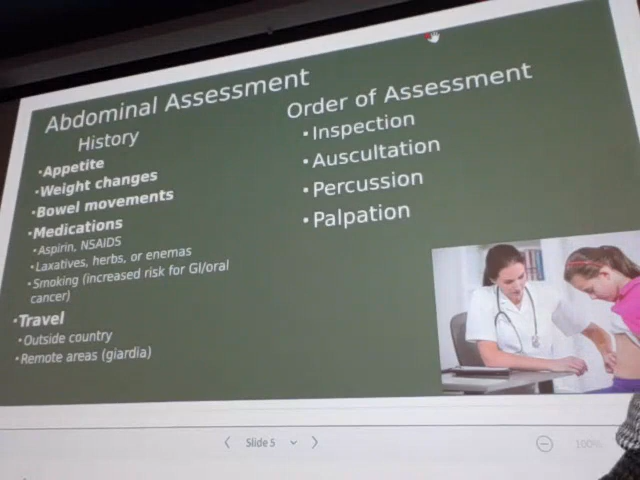 Abdominal Assessment
History
•Appetite
•Weight changes
•Bowel movements
•Medications
•Aspirin, NSAIDS
•Laxatives, herbs, or enemas
•Smoking (increased risk for GI/oral
cancer)
•Travel
•Outside country
•Remote areas (giardia)
Order of Assessment
•Inspection
•Auscultation
•Percussion
•Palpation
Slide 5
100%